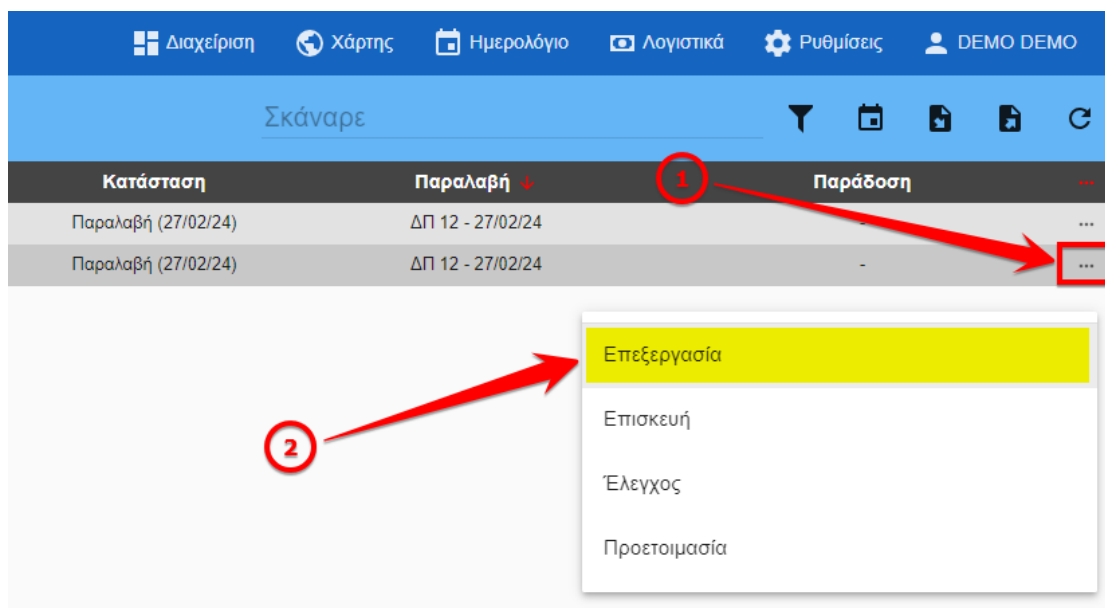 Διαχείριση Χάρτης Ημερολόγιο Λογιστικά Ρυθμίσεις DEMO DEMO
Σκάναρε
Κατάσταση Παραλαβή 1 Παράδοση ...
Παραλαβή (27/02/24) ΔΠ 12 - 27/02/24 - ...
Παραλαβή (27/02/24) ΔΠ 12 - 27/02/24 - ...
Επεξεργασία
Επισκευή
2
Έλεγχος
Προετοιμασία